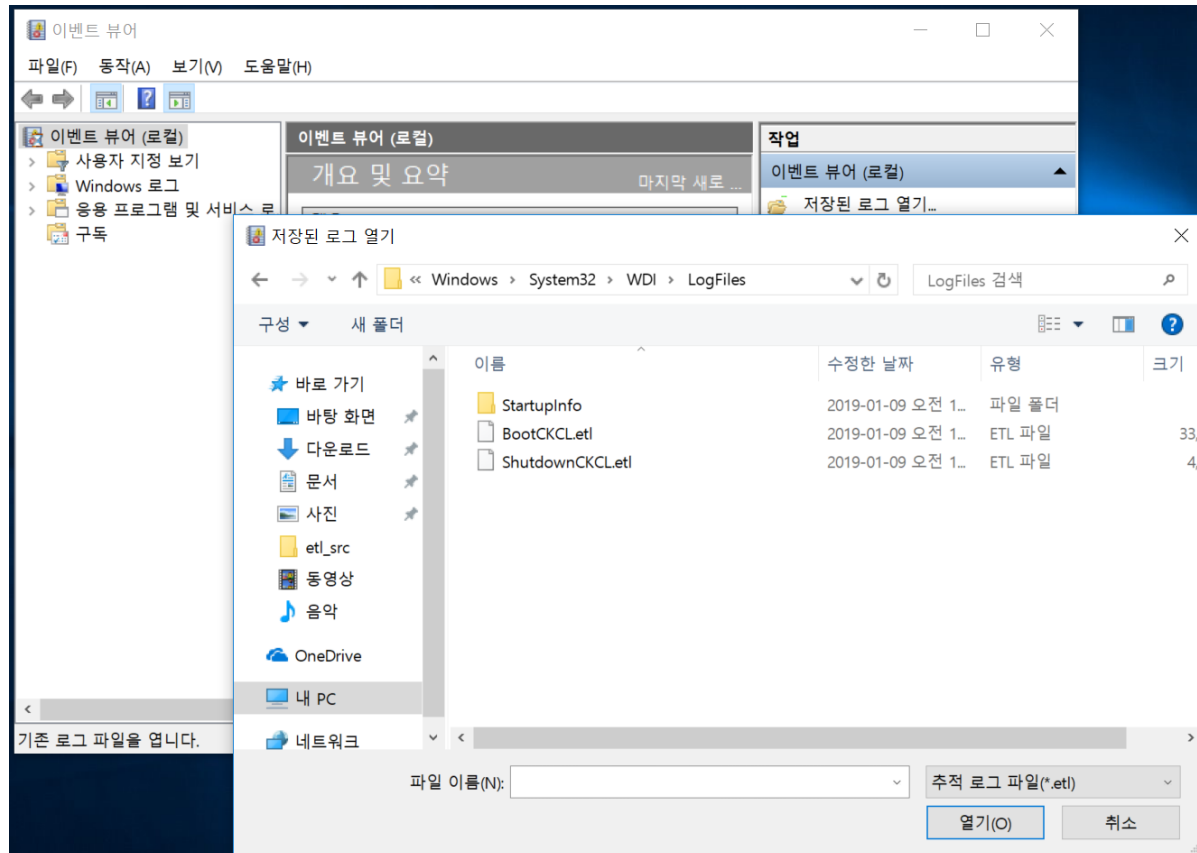 이벤트 뷰어
파일(F) 동작(A) 보기(V) 도움말(H)
이벤트 뷰어 (로컬)
사용자 지정 보기
Windows 로그
응용 프로그램 및 서비스 로
구독
이벤트 뷰어 (로컬)
개요 및 요약
마지막 새로 ...
작업
이벤트 뷰어 (로컬)
저장된 로그 열기...
저장된 로그 열기
« Windows › System32 › WDI › LogFiles
LogFiles 검색
구성 새 폴더
바로 가기
바탕 화면
다운로드
문서
사진
etl_src
동영상
음악
OneDrive
내 PC
네트워크
이름 수정한 날짜 유형 크기
StartupInfo 2019-01-09 오전 1... 파일 폴더
BootCKCL.etl 2019-01-09 오전 1... ETL 파일 33,
ShutdownCKCL.etl 2019-01-09 오전 1... ETL 파일 4,
기존 로그 파일을 엽니다.
파일 이름(N):
추적 로그 파일(*.etl)
열기(O) 취소